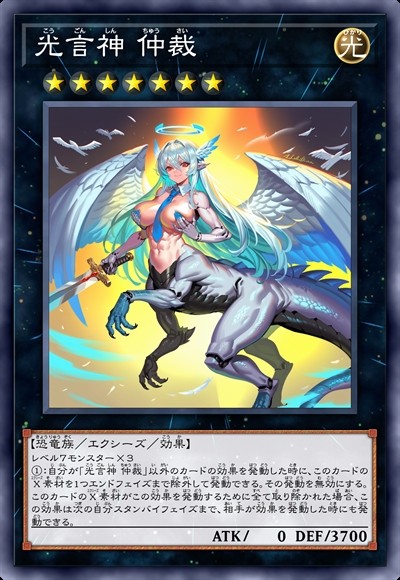 光言神 仲裁
光
【恐竜族／エクシーズ／効果】
レベル7モンスター×3
①：自分が「光言神 仲裁」以外のカードの効果を発動した時に、このカードの
X素材を1つエンドフェイズまで除外して発動できる。その発動を無効にする。
このカードのX素材がこの効果を発動するために全て取り除かれた場合、こ
の効果は次の自分スタンバイフェイズまで、相手が効果を発動した時にも発
動できる。
ATK/ 0 DEF/3700